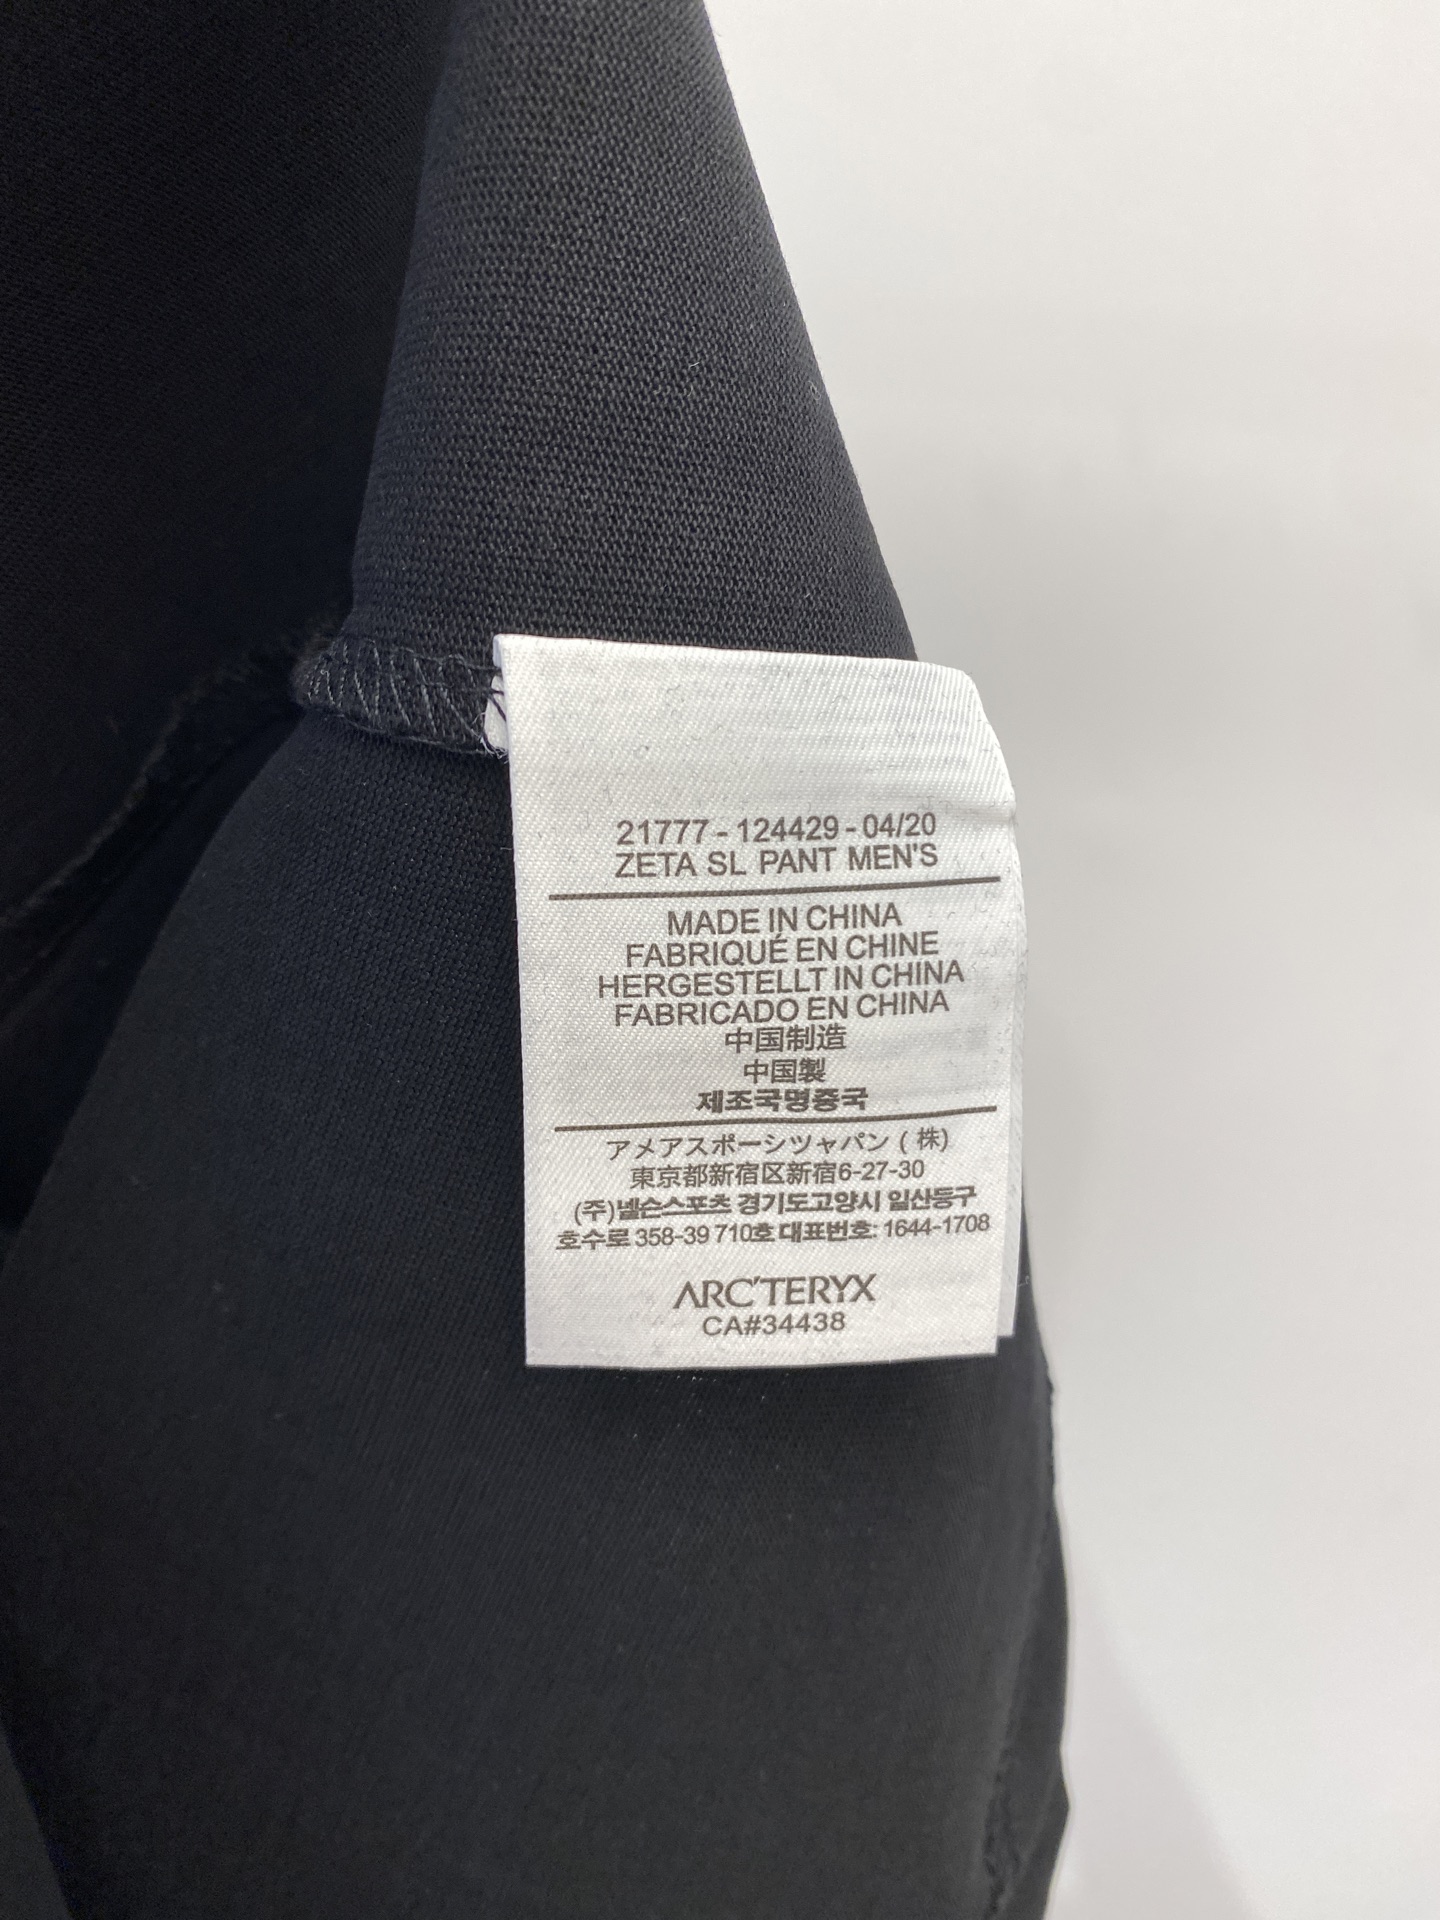 21777 - 124429 - 04/20
ZETA SL PANT MEN'S
MADE IN CHINA
FABRIQUÉ EN CHINE
HERGESTELLT IN CHINA
FABRICADO EN CHINA
中国制造
中国製
제조국명중국
アメアスポーシツャパン ( 株)
東京都新宿区新宿6-27-30
(주)넬슨스포츠 경기도고양시 일산동구
호수로 358-39 710호 대표번호: 1644-1708
ARC'TERYX
CA#34438